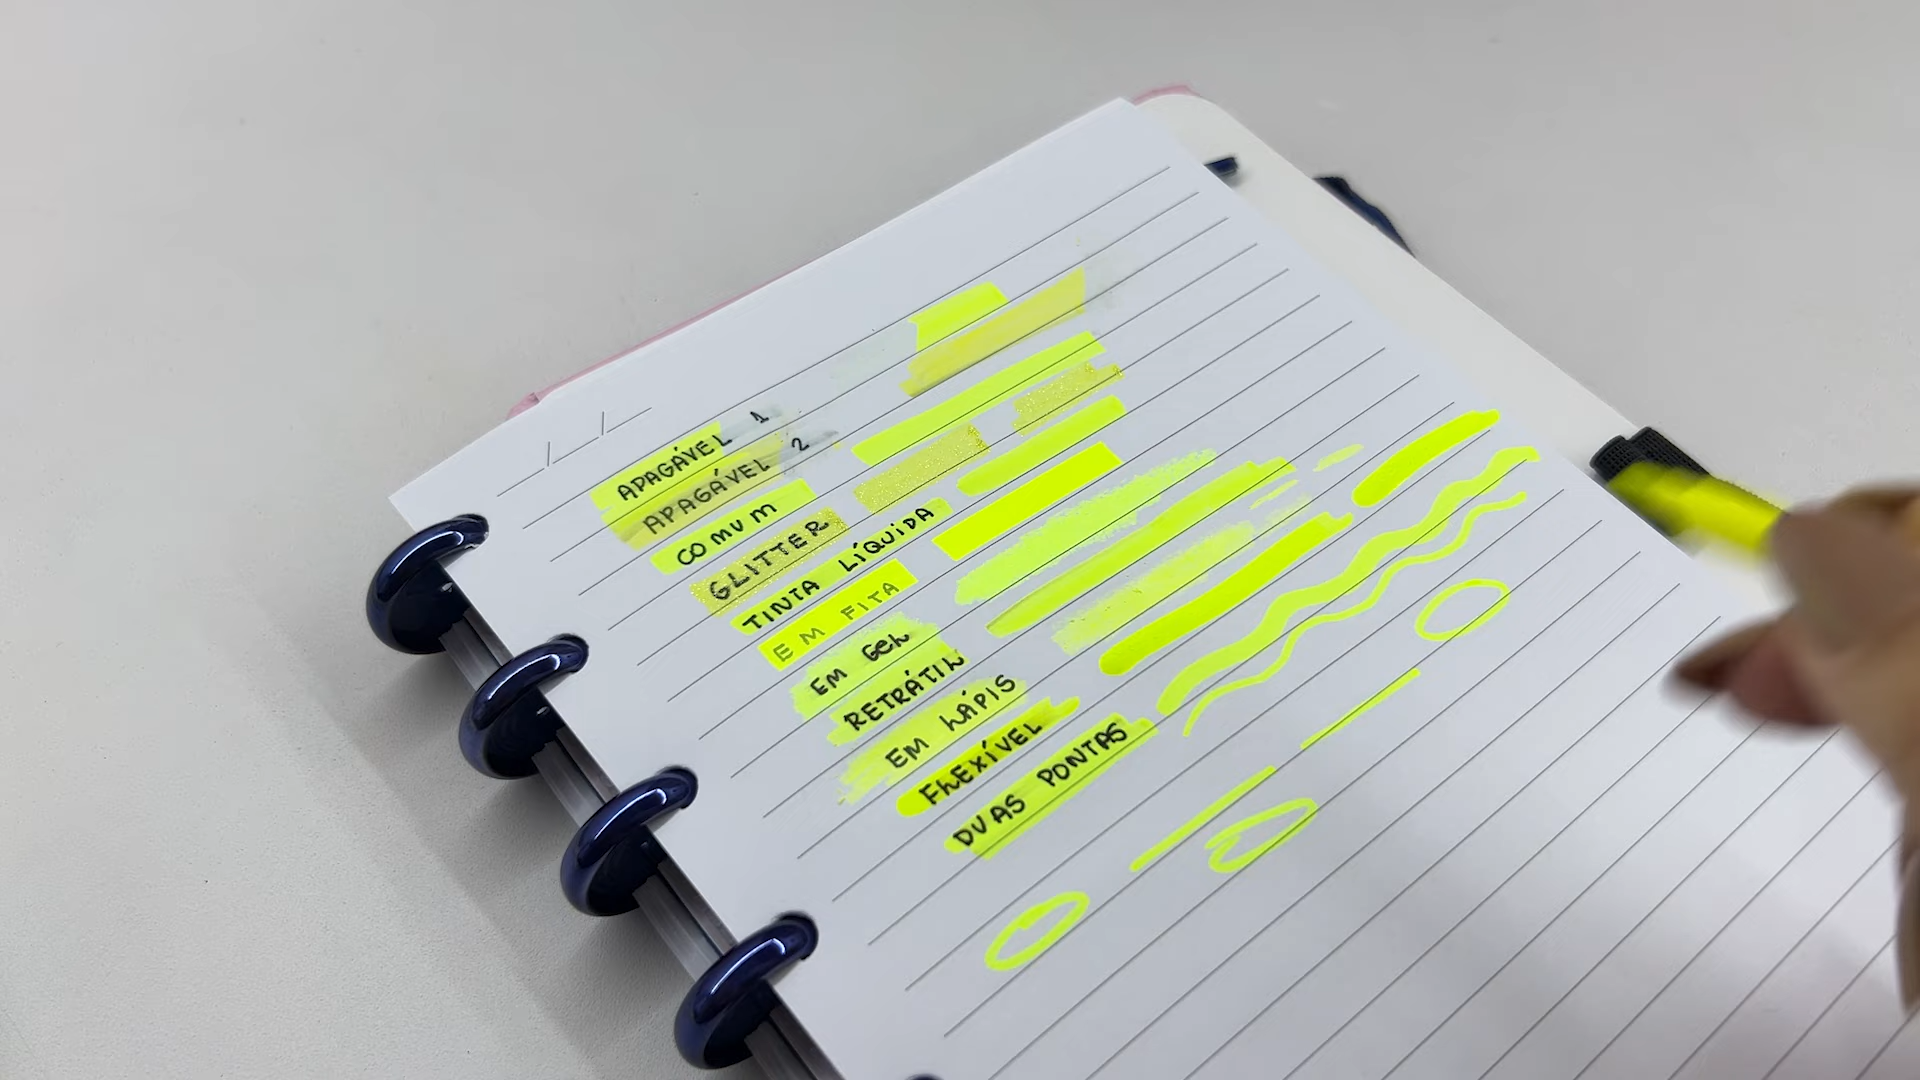 APAGÁVEL 1
APAGÁVEL 2
COMUM
GLITTER
TINTA LÍQUIDA
EM FITA
EM GEL
RETRÁTIL
EM LÁPIS
FLEXÍVEL
DUAS PONTAS